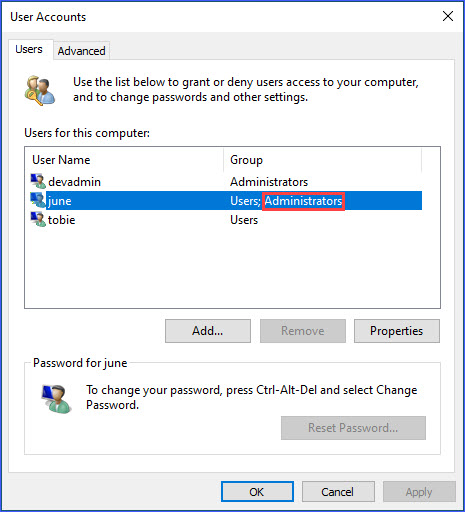 User Accounts
Users
Advanced
Use the list below to grant or deny users access to your computer,
and to change passwords and other settings.
Users for this computer:
User Name Group
devadmin Administrators
june Users; Administrators
tobie Users
Add... Remove Properties
Password for june
To change your password, press Ctrl-Alt-Del and select Change
Password.
Reset Password...
OK Cancel Apply